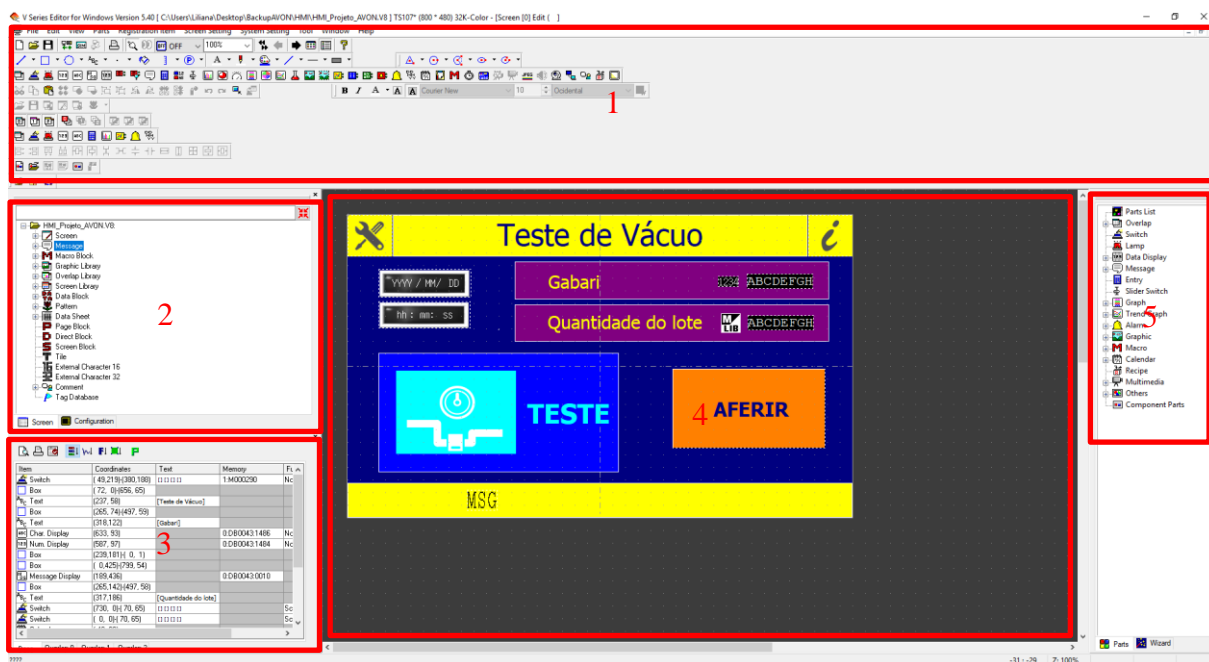 V Series Editor for Windows Version 5.40 [ C:\Users\Liliana\Desktop\BackupAVON\HMI\HMI_Projeto_AVON.V8 ] TS107* (800 * 480) 32K-Color - [Screen [0] Edit ( ]
File Edit View Parts Registration Item Screen Setting System Setting Tool Window Help
OFF 100%
B I A A A Courier New 10 Ocidental
1
HMI_Projeto_AVON.V8
Screen
Message
Macro Block
Graphic Library
Overlap Library
Screen Library
Data Block
Pattern
Data Sheet
Page Block
Direct Block
Screen Block
Tile
External Character 16
External Character 32
Comment
Tag Database
2
Screen Configuration
Item Coordinates Text Memory
Switch ( 49,219)-(380,188) 1:M000290
Box ( 72, 0)-(656, 65)
Text (237, 58) [Teste de Vácuo]
Box (265, 74)-(497, 59)
Text (318,122) [Gabari]
Char. Display (633, 93) 0:DB0043:1486
Num. Display (587, 97) 0:DB0043:1484
Box (239,181)-( 0, 1)
Box ( 0,425)-(799, 54)
Message Display (189,436) 0:DB0043:0010
Box (265,142)-(497, 58)
Text (317,186) [Quantidade do lote]
Switch (730, 0)-( 70, 65)
Switch ( 0, 0)-( 70, 65)
3
Teste de Vácuo
i
YYYY / MM/ DD
hh : mm: ss
Gabari 1234 ABCDEFGH
Quantidade do lote M LIB ABCDEFGH
TESTE
4 AFERIR
MSG
Parts List
Overlap
Switch
Lamp
Data Display
Message
Entry
Slider Switch
Graph
Trend Graph
Alarm
Graphic
Macro
Calendar
Recipe
Multimedia
Others
Component Parts
5
Parts Wizard
????
-31 : -29 Z: 100%